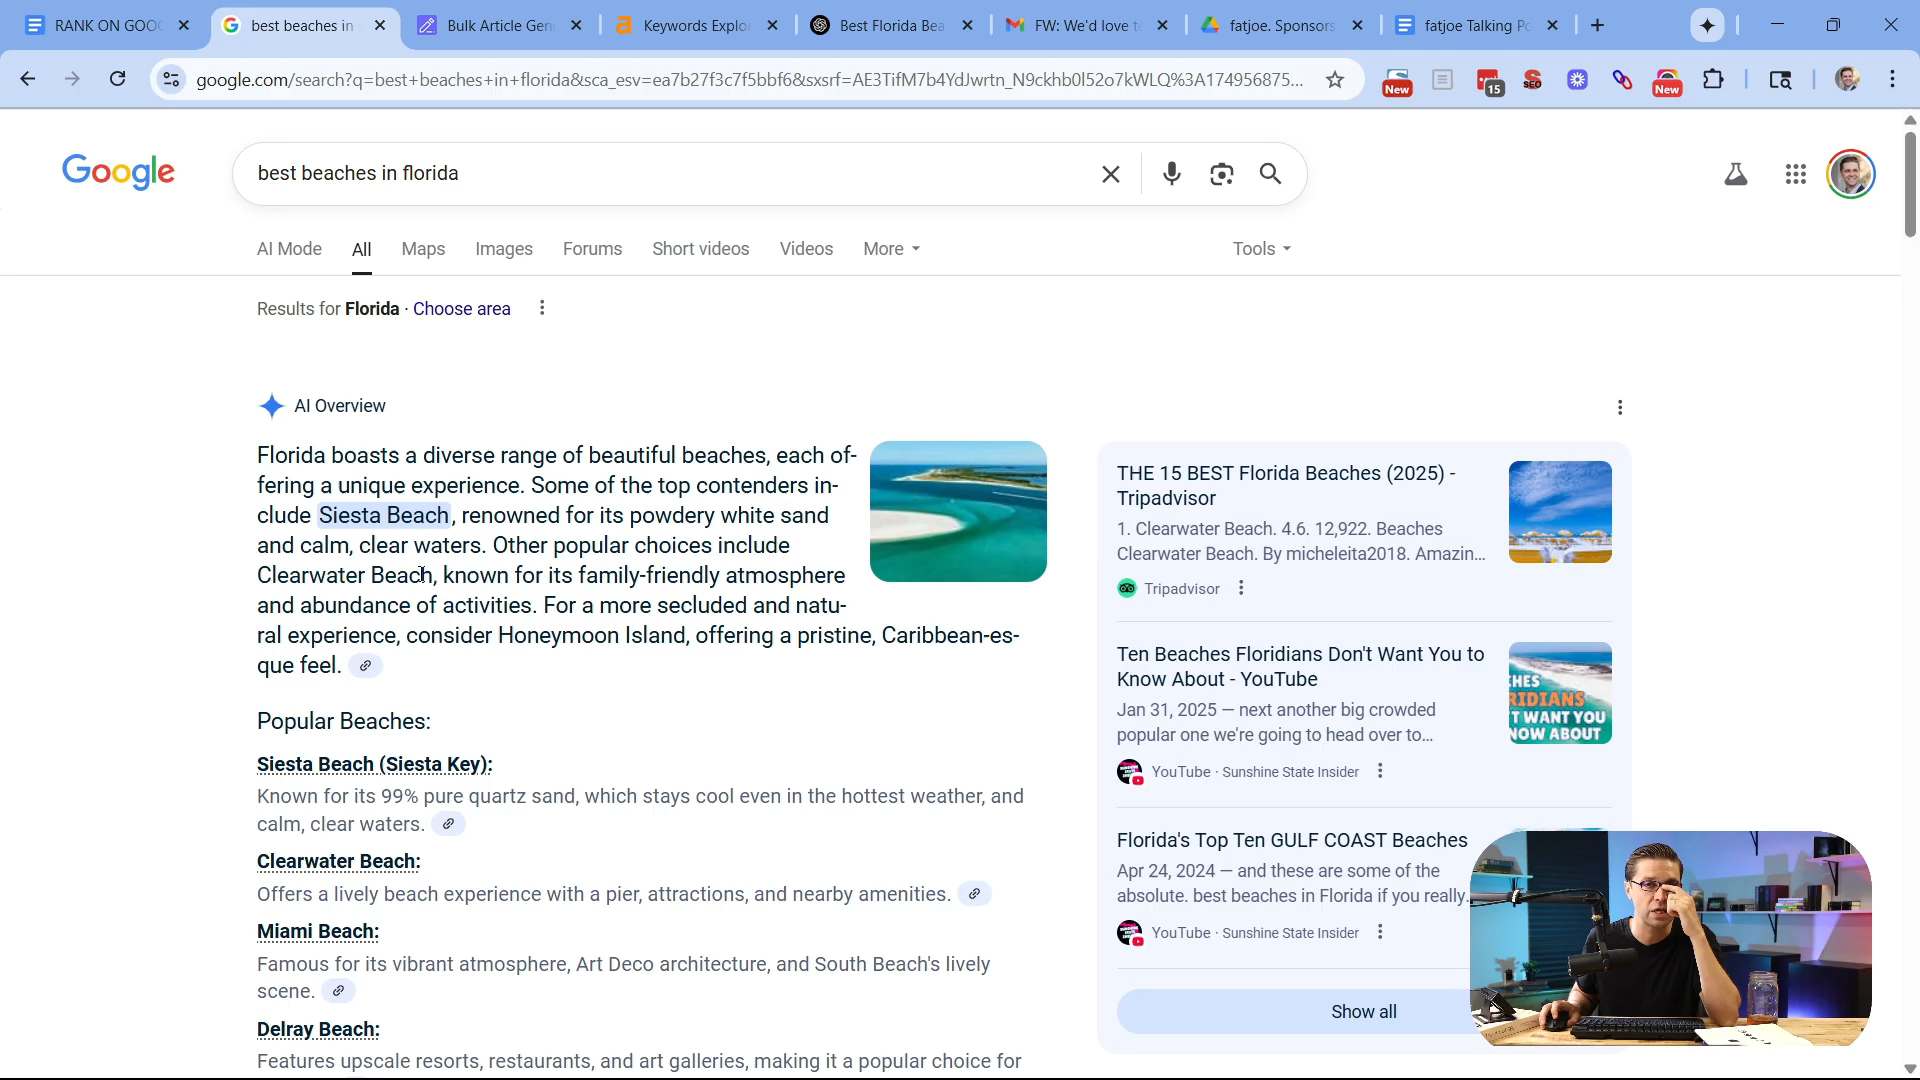 RANK ON GOO
best beaches in
Bulk Article Gen
Keywords Explo
Best Florida Bea
FW: We'd love t
fatjoe. Sponsors
fatjoe Talking Po
google.com/search?q=best+beaches+in+florida&sca_esv=ea7b27f3c7f5bbf6&sxsrf=AE3TifM7b4YdJwrtn_N9ckhb0l52o7kWLQ%3A174956875...
New
15
SEO
New
Google
best beaches in florida
AI Mode
All
Maps
Images
Forums
Short videos
Videos
More
Tools
Results for Florida · Choose area
AI Overview
Florida boasts a diverse range of beautiful beaches, each of-
fering a unique experience. Some of the top contenders in-
clude Siesta Beach, renowned for its powdery white sand
and calm, clear waters. Other popular choices include
Clearwater Beach, known for its family-friendly atmosphere
and abundance of activities. For a more secluded and natu-
ral experience, consider Honeymoon Island, offering a pristine, Caribbean-es-
que feel.
Popular Beaches:
Siesta Beach (Siesta Key):
Known for its 99% pure quartz sand, which stays cool even in the hottest weather, and
calm, clear waters.
Clearwater Beach:
Offers a lively beach experience with a pier, attractions, and nearby amenities.
Miami Beach:
Famous for its vibrant atmosphere, Art Deco architecture, and South Beach's lively
scene.
Delray Beach:
Features upscale resorts, restaurants, and art galleries, making it a popular choice for
THE 15 BEST Florida Beaches (2025) -
Tripadvisor
1. Clearwater Beach. 4.6. 12,922. Beaches
Clearwater Beach. By micheleita2018. Amazin...
Tripadvisor
Ten Beaches Floridians Don't Want You to
Know About - YouTube
Jan 31, 2025 — next another big crowded
popular one we're going to head over to...
YouTube · Sunshine State Insider
HES
RIDIANS
T WANT YOU
NOW ABOUT
Florida's Top Ten GULF COAST Beaches
Apr 24, 2024 — and these are some of the
absolute. best beaches in Florida if you really.
YouTube · Sunshine State Insider
Show all